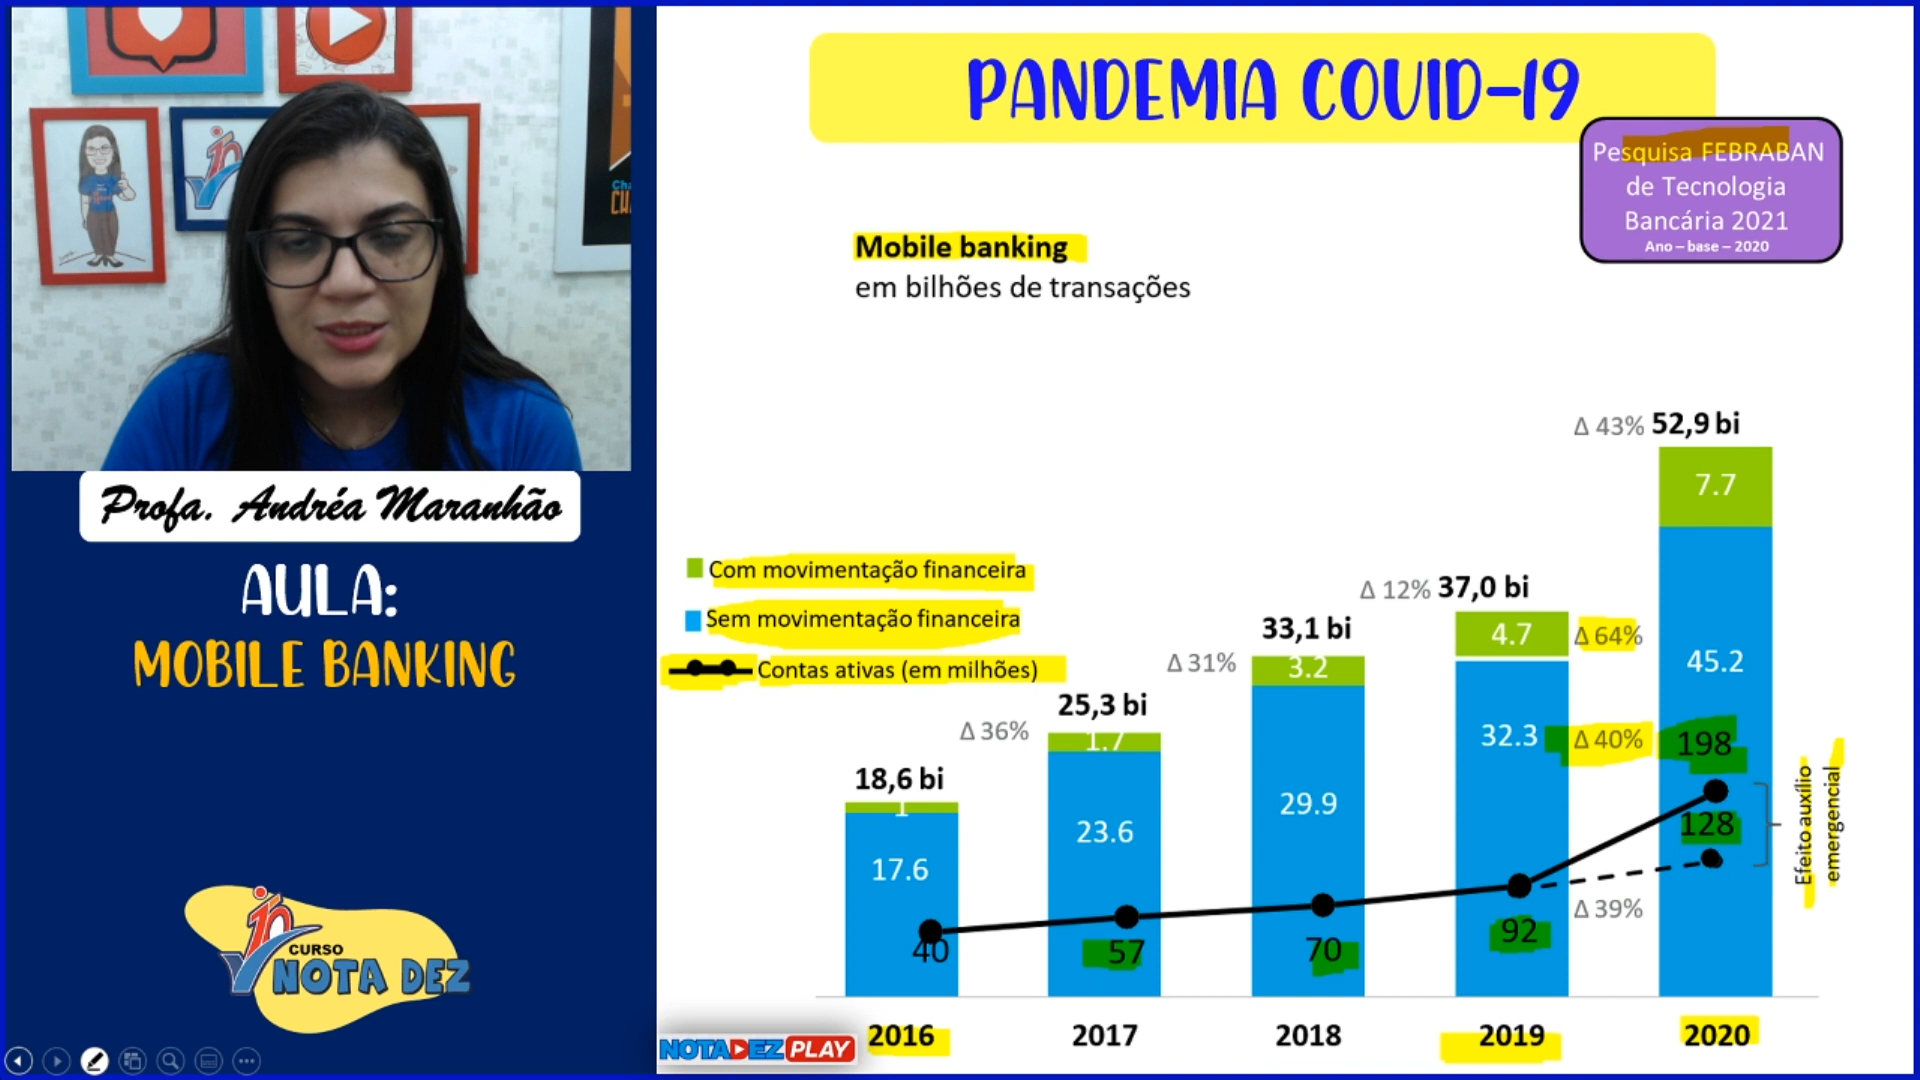 PANDEMIA COVID-19
Pesquisa FEBRABAN
de Tecnologia
Bancária 2021
Ano – base – 2020
Mobile banking
em bilhões de transações
Profa. Andréa Maranhão
AULA:
MOBILE BANKING
CURSO
NOTA DEZ
Com movimentação financeira
Sem movimentação financeira
Contas ativas (em milhões)
18,6 bi
1
17.6
40
Δ 36%
25,3 bi
1.7
23.6
57
Δ 31%
33,1 bi
3.2
29.9
70
Δ 12% 37,0 bi
4.7
32.3
92
Δ 43% 52,9 bi
7.7
Δ 64%
45.2
Δ 40%
198
128
Δ 39%
Efeito auxílio
emergencial
2016 2017 2018 2019 2020
NOTADEZ PLAY